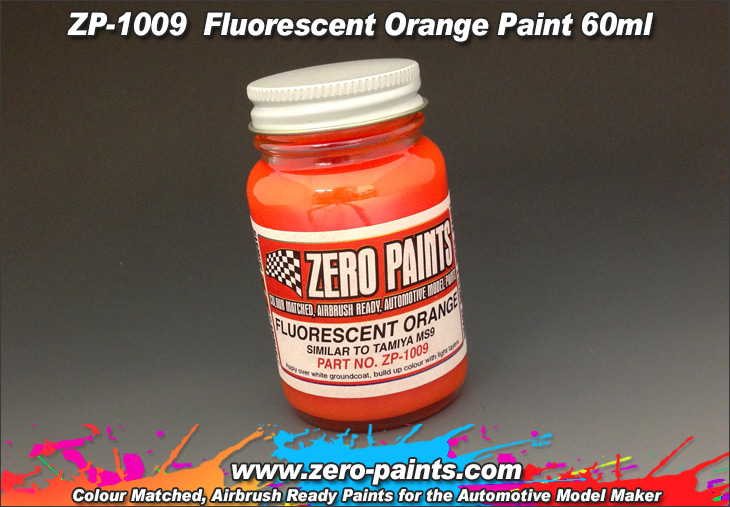 ZP-1009 Fluorescent Orange Paint 60ml
ZERO PAINTS
COLOUR MATCHED, AIRBRUSH READY, AUTOMOTIVE MODEL
FLUORESCENT ORANGE
SIMILAR TO TAMIYA MS9
PART NO. ZP-1009
Apply over white groundcoat, build up colour with light layers
www.zero-paints.com
Colour Matched, Airbrush Ready Paints for the Automotive Model Maker